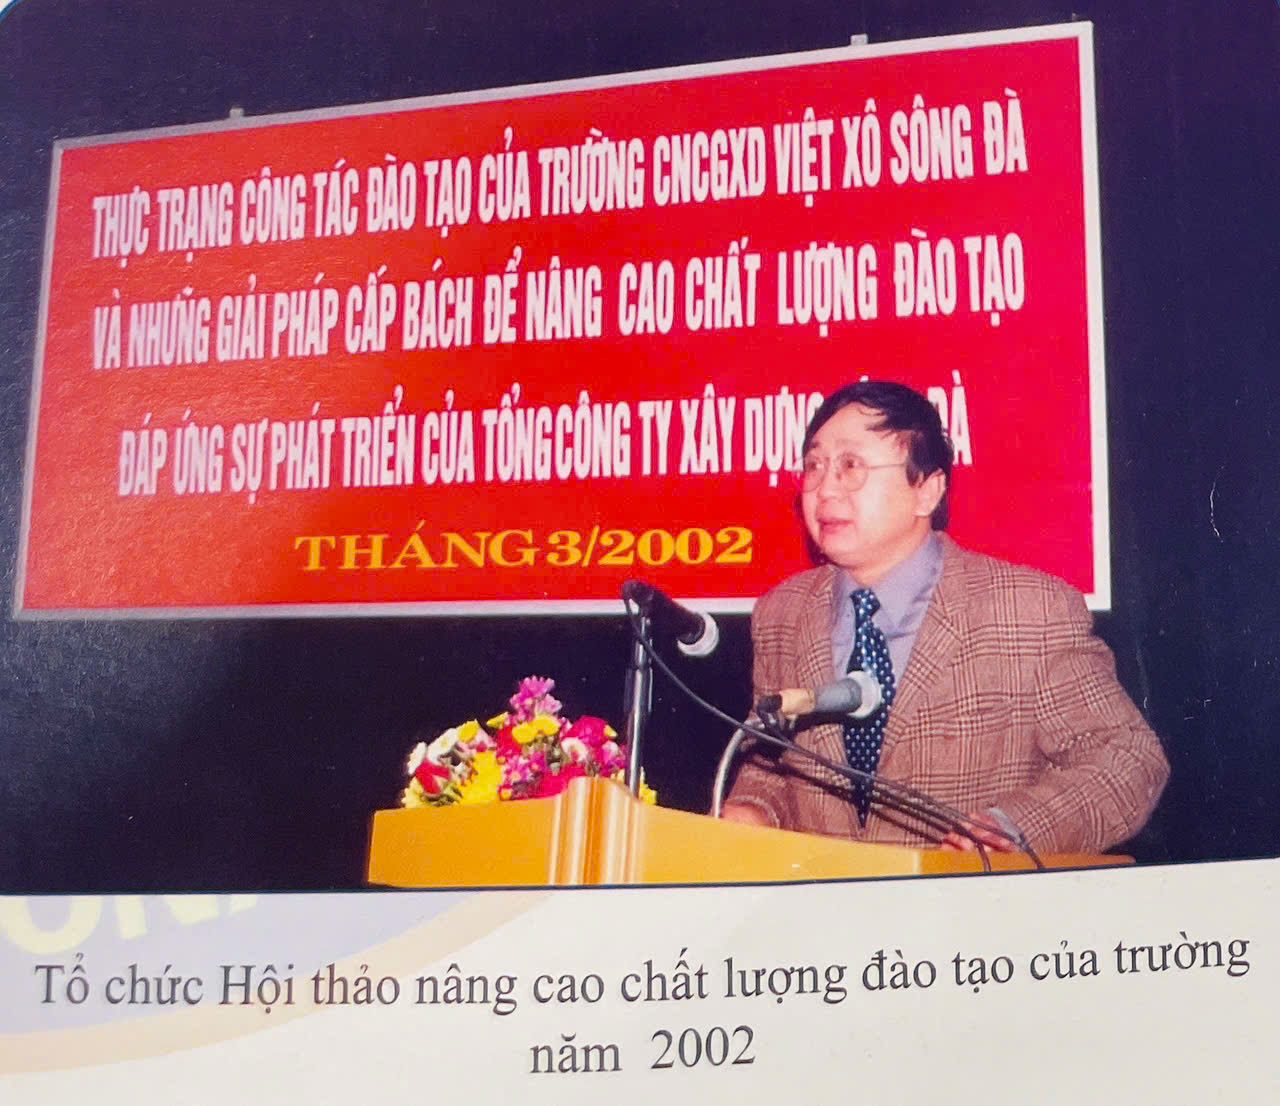 THỰC TRẠNG CÔNG TÁC ĐÀO TẠO CỦA TRƯỜNG CNCGXD VIỆT XÔ SÔNG ĐÀ
VÀ NHỮNG GIẢI PHÁP CẤP BÁCH ĐỂ NÂNG CAO CHẤT LƯỢNG ĐÀO TẠO
ĐÁP ỨNG SỰ PHÁT TRIỂN CỦA TỔNG CÔNG TY XÂY DỰNG ĐÀ
THÁNG 3/2002
Tổ chức Hội thảo nâng cao chất lượng đào tạo của trường
năm 2002